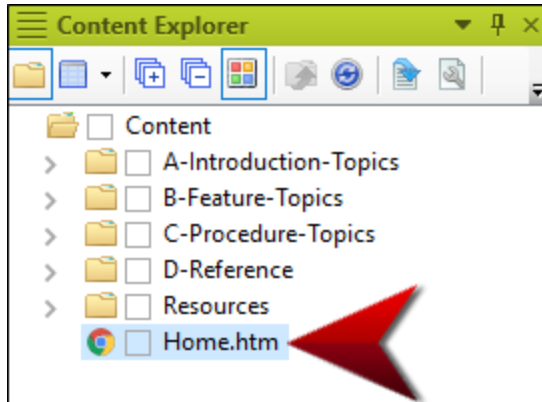 Content Explorer
Content
A-Introduction-Topics
B-Feature-Topics
C-Procedure-Topics
D-Reference
Resources
Home.htm